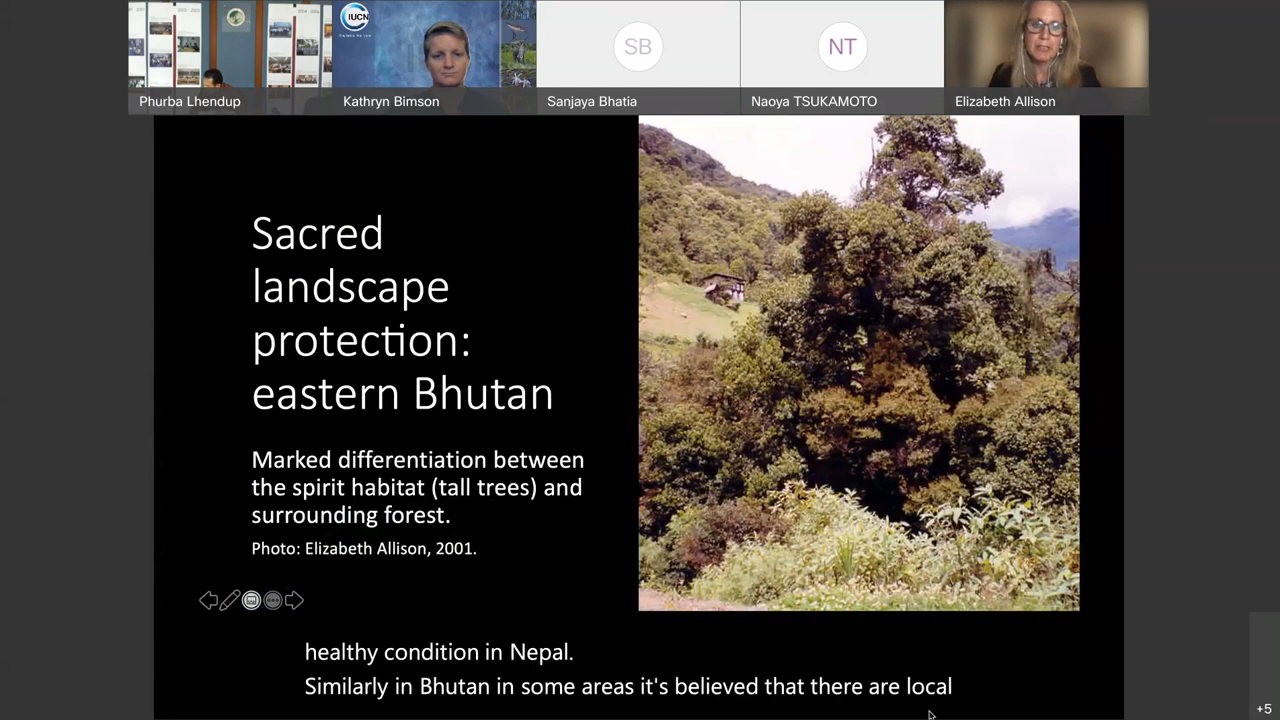 IUCN
Phurba Lhendup
Kathryn Bimson
SB
Sanjaya Bhatia
NT
Naoya TSUKAMOTO
Elizabeth Allison
Sacred
landscape
protection:
eastern Bhutan
Marked differentiation between
the spirit habitat (tall trees) and
surrounding forest.
Photo: Elizabeth Allison, 2001.
healthy condition in Nepal.
Similarly in Bhutan in some areas it's believed that there are local
+5